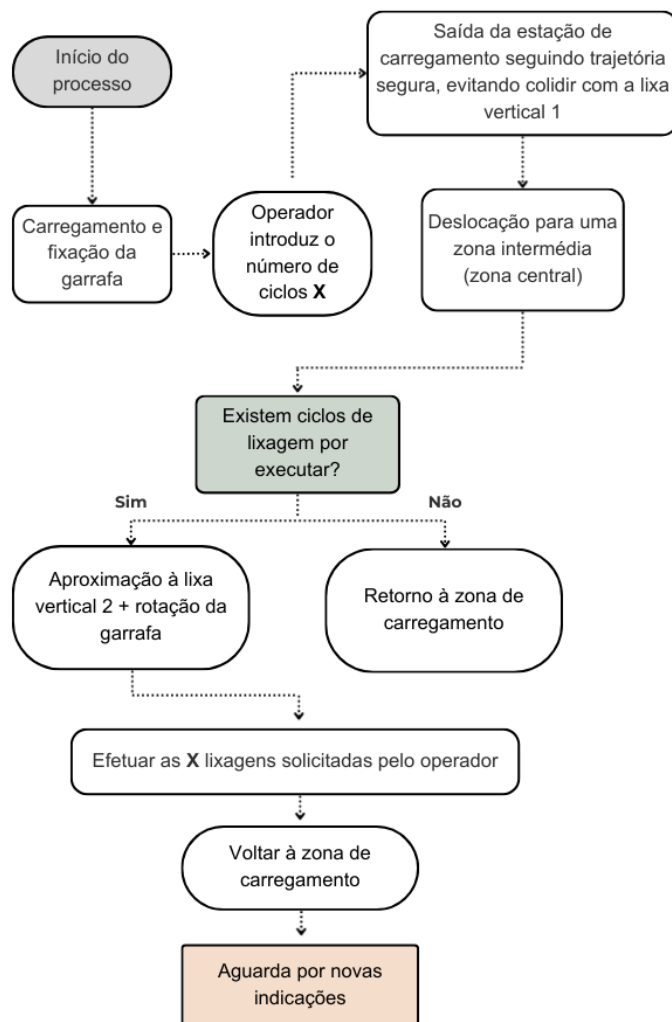 Início do
processo
Carregamento e
fixação da
garrafa
Operador
introduz o
número de
ciclos X
Saída da estação de
carregamento seguindo trajetória
segura, evitando colidir com a lixa
vertical 1
Deslocação para uma
zona intermédia
(zona central)
Existem ciclos de
lixagem por
executar?
Sim
Não
Aproximação à lixa
vertical 2 + rotação da
garrafa
Retorno à zona de
carregamento
Efetuar as X lixagens solicitadas pelo operador
Voltar à zona de
carregamento
Aguarda por novas
indicações